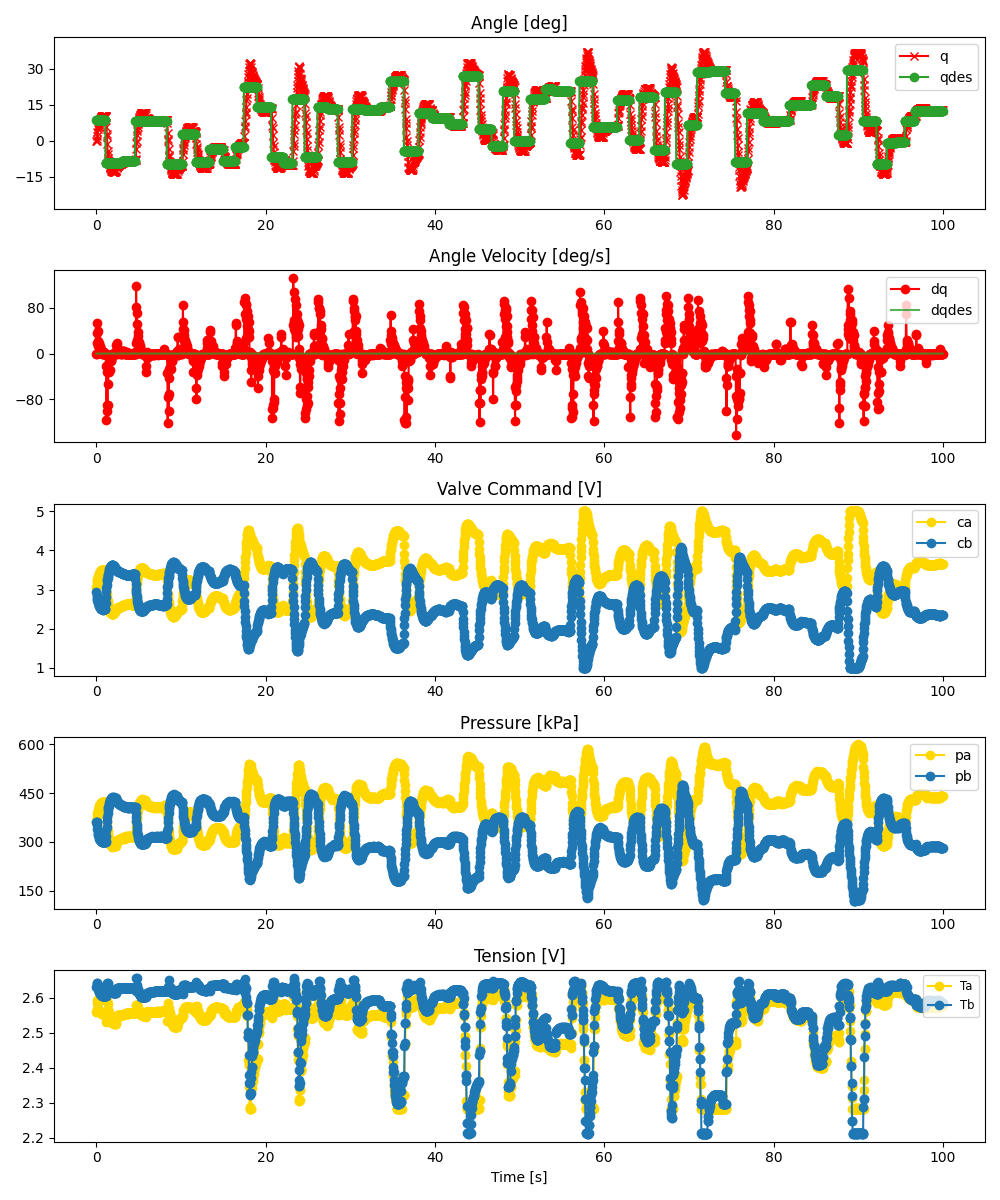 Angle [deg]
30
15
0
−15
q
qdes
0 20 40 60 80 100
Angle Velocity [deg/s]
80
0
−80
dq
dqdes
0 20 40 60 80 100
Valve Command [V]
5
4
3
2
1
ca
cb
0 20 40 60 80 100
Pressure [kPa]
600
450
300
150
pa
pb
0 20 40 60 80 100
Tension [V]
2.6
2.5
2.4
2.3
2.2
Ta
Tb
0 20 40 60 80 100
Time [s]